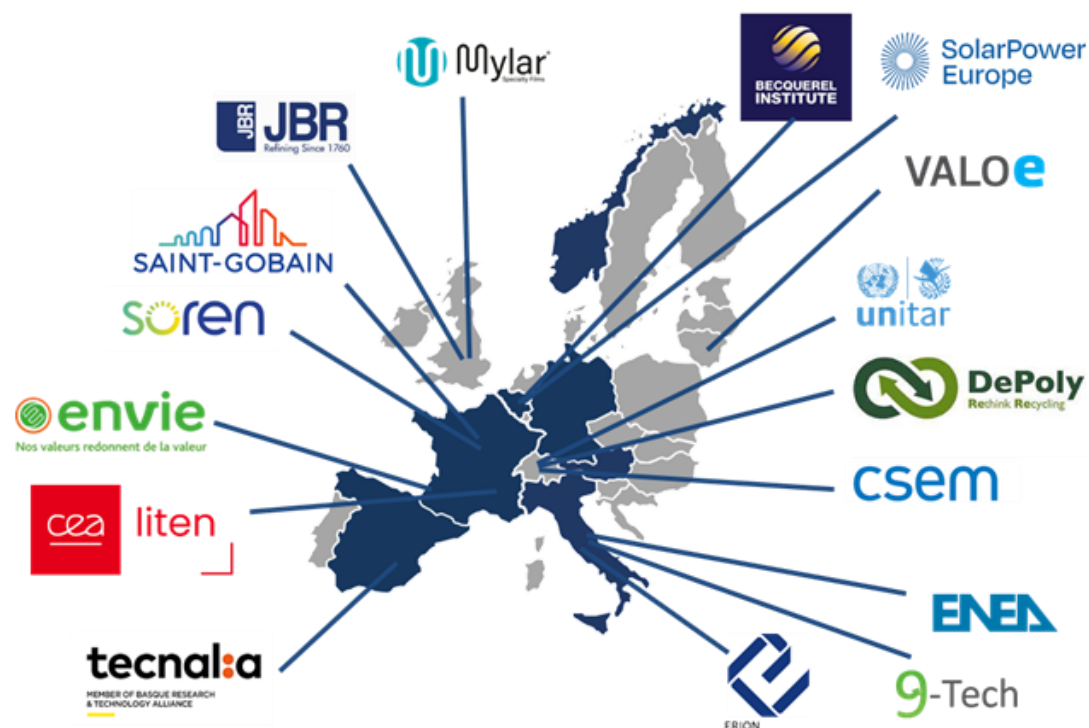 Mylar
Specialty Films
BECQUEREL
INSTITUTE
SolarPower
Europe
JBR
JBR
Refining Since 1760
VALOe
SAINT-GOBAIN
unitar
soren
DePoly
Rethink Recycling
envie
Nos valeurs redonnent de la valeur
csem
cea
liten
ENEA
tecnal:a
MEMBER OF BASQUE RESEARCH
& TECHNOLOGY ALLIANCE
9-Tech
ERION